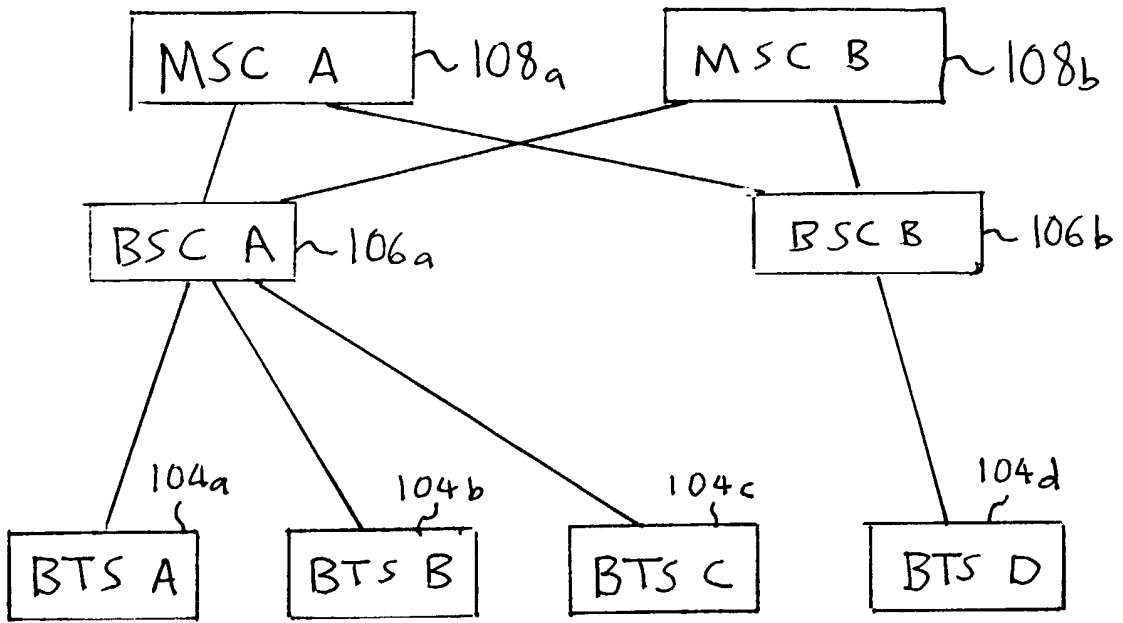 MSC A 108a MSC B 108b
BSC A 106a BSC B 106b
104a 104b 104c 104d
BTS A BTS B BTS C BTS D